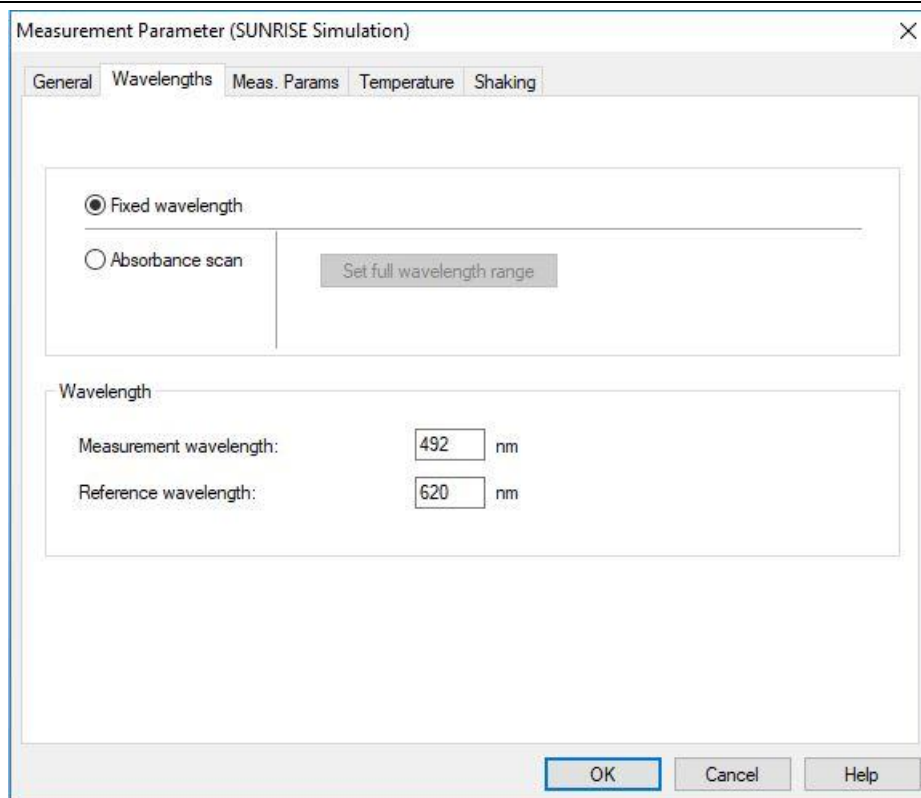 Measurement Parameter (SUNRISE Simulation)
General Wavelengths Meas. Params Temperature Shaking
Fixed wavelength
Absorbance scan Set full wavelength range
Wavelength
Measurement wavelength: 492 nm
Reference wavelength: 620 nm
OK Cancel Help